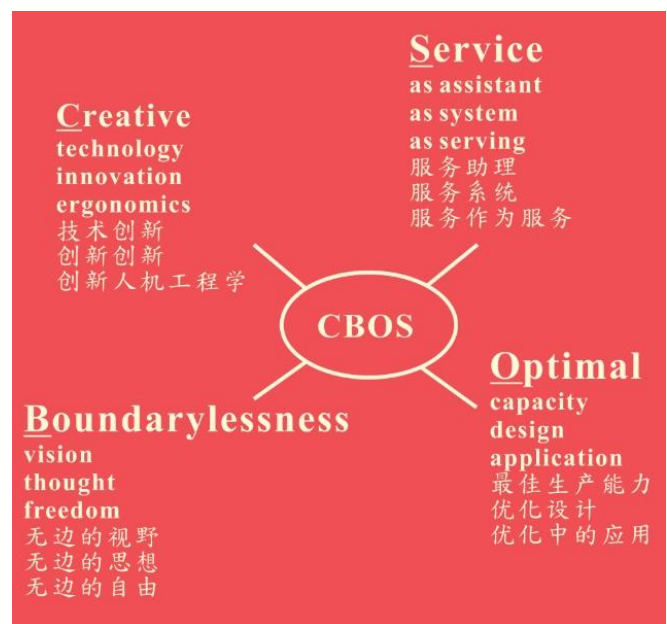 Creative
technology
innovation
ergonomics
技术创新
创新创新
创新人机工程学
Service
as assistant
as system
as serving
服务助理
服务系统
服务作为服务
CBOS
Boundarylessness
vision
thought
freedom
无边的视野
无边的思想
无边的自由
Optimal
capacity
design
application
最佳生产能力
优化设计
优化中的应用